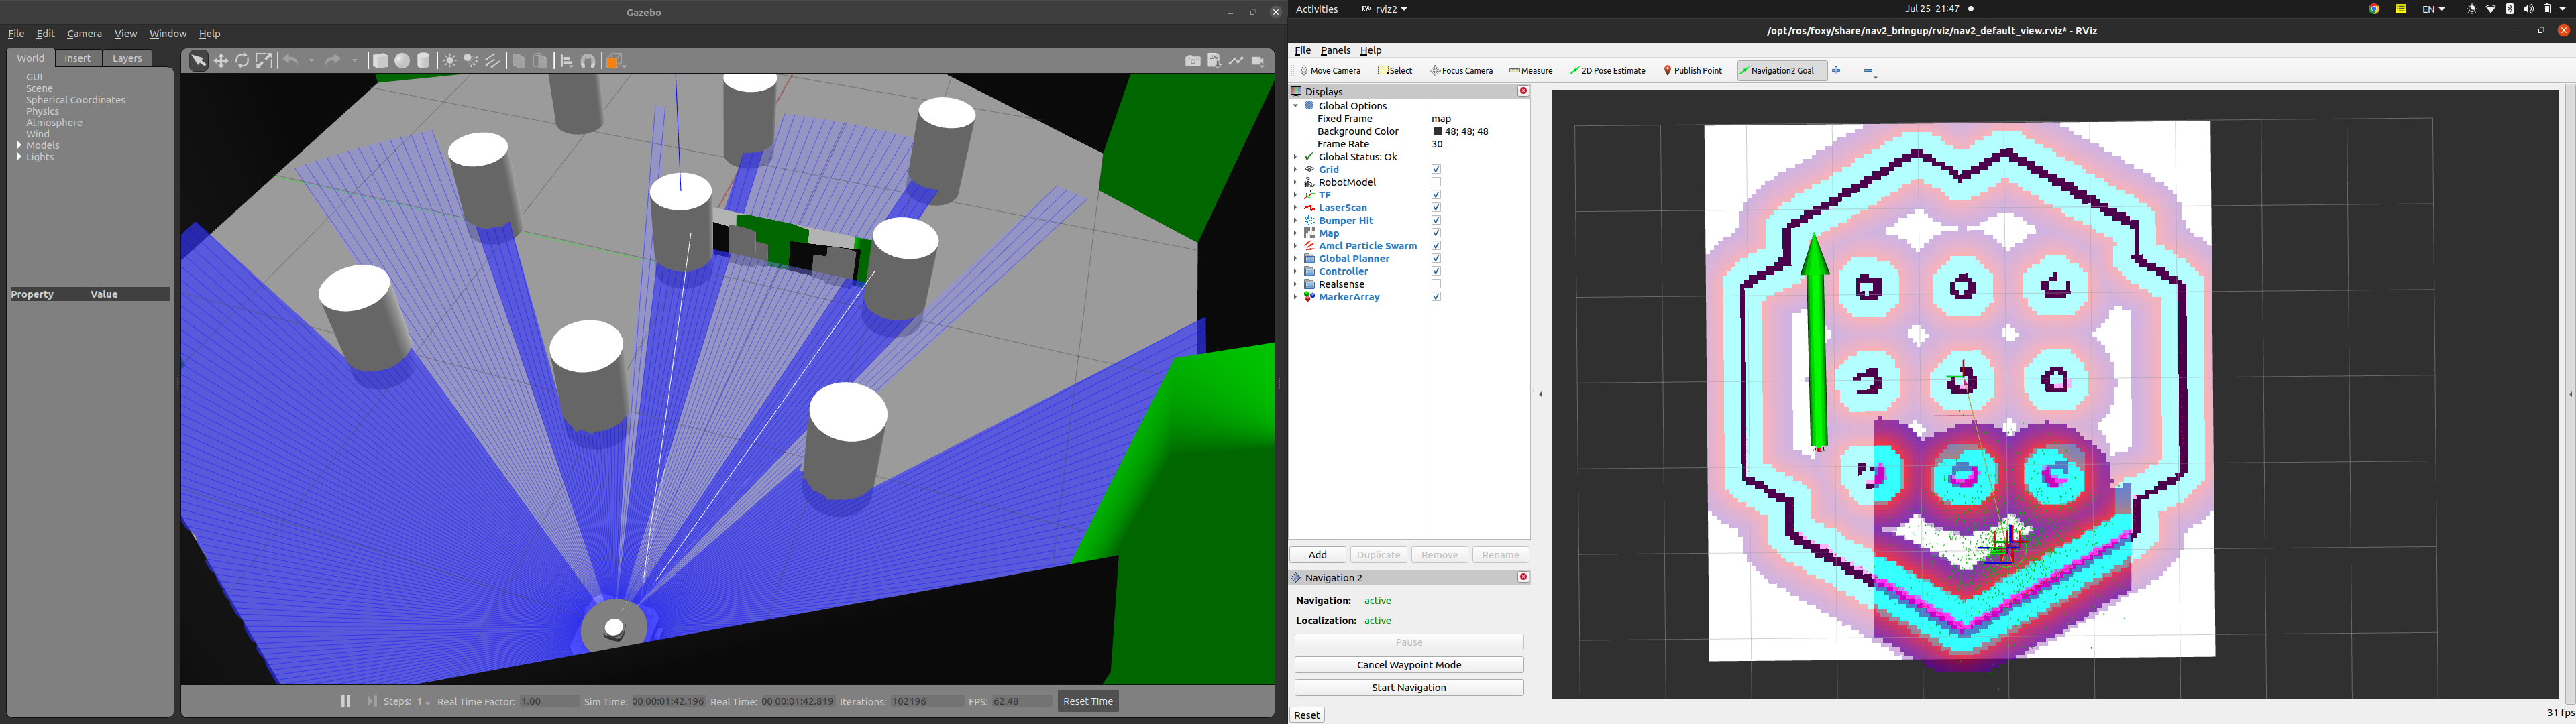 Gazebo
File Edit Camera View Window Help
World Insert Layers
GUI
Scene
Spherical Coordinates
Physics
Atmosphere
Wind
Models
Lights
Property Value
Steps: 1 Real Time Factor: 1.00 Sim Time: 00 00:01:42.196 Real Time: 00 00:01:42.819 Iterations: 102196 FPS: 62.48 Reset Time
Activities rviz2 Jul 25 21:47 EN
/opt/ros/foxy/share/nav2_bringup/rviz/nav2_default_view.rviz* - RViz
File Panels Help
Move Camera Select Focus Camera Measure 2D Pose Estimate Publish Point Navigation2 Goal
Displays
Global Options
Fixed Frame map
Background Color 48; 48; 48
Frame Rate 30
Global Status: Ok
Grid
RobotModel
TF
LaserScan
Bumper Hit
Map
Amcl Particle Swarm
Global Planner
Controller
Realsense
MarkerArray
Add Duplicate Remove Rename
Navigation 2
Navigation: active
Localization: active
Pause
Cancel Waypoint Mode
Start Navigation
Reset
31 fps